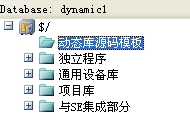 Database: dynamic1
$/
动态库源码模板
独立程序
通用设备库
项目库
与SE集成部分